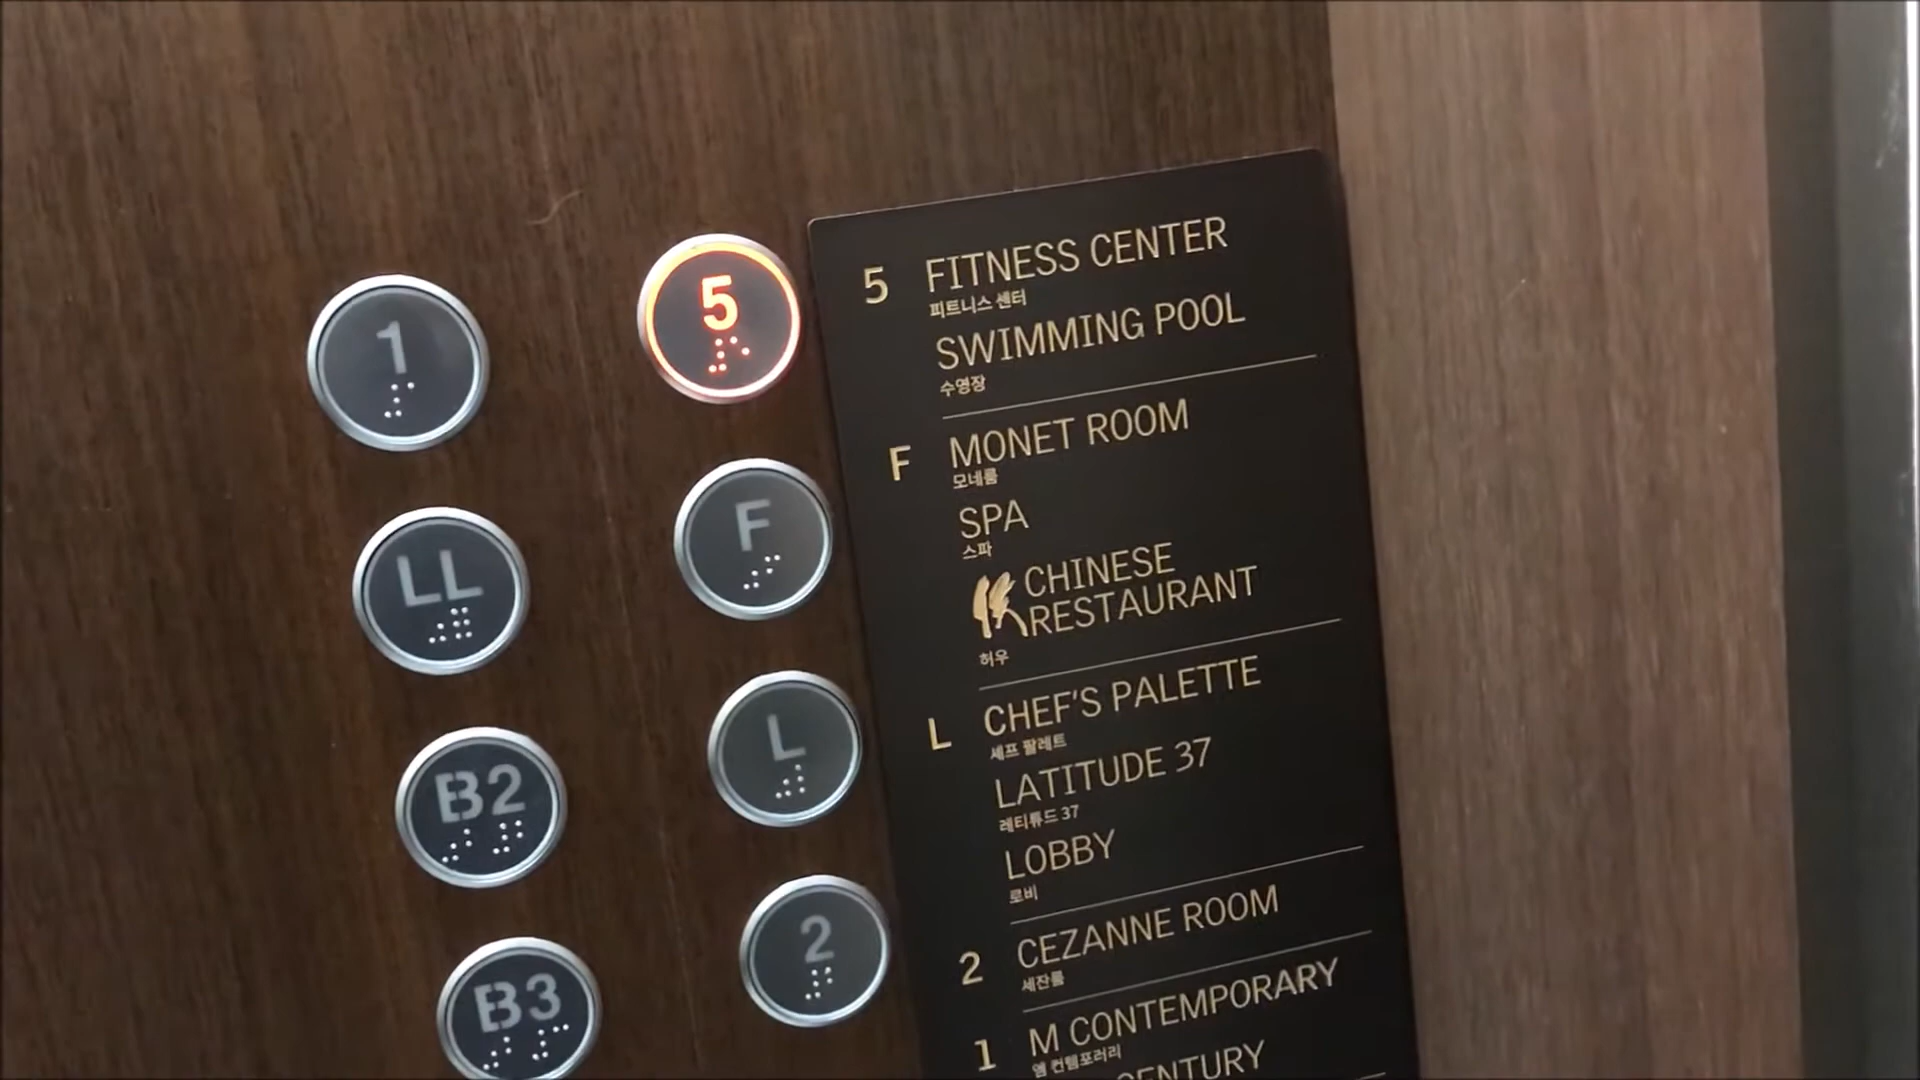 1
LL
B2
B3
5
F
L
2
5 FITNESS CENTER
피트니스 센터
SWIMMING POOL
수영장
F MONET ROOM
모네룸
SPA
스파
CHINESE
RESTAURANT
허우
L CHEF'S PALETTE
셰프 팔레트
LATITUDE 37
레티튜드 37
LOBBY
로비
2 CEZANNE ROOM
세잔룸
1 M CONTEMPORARY
엠 컨템포러리
CENTURY